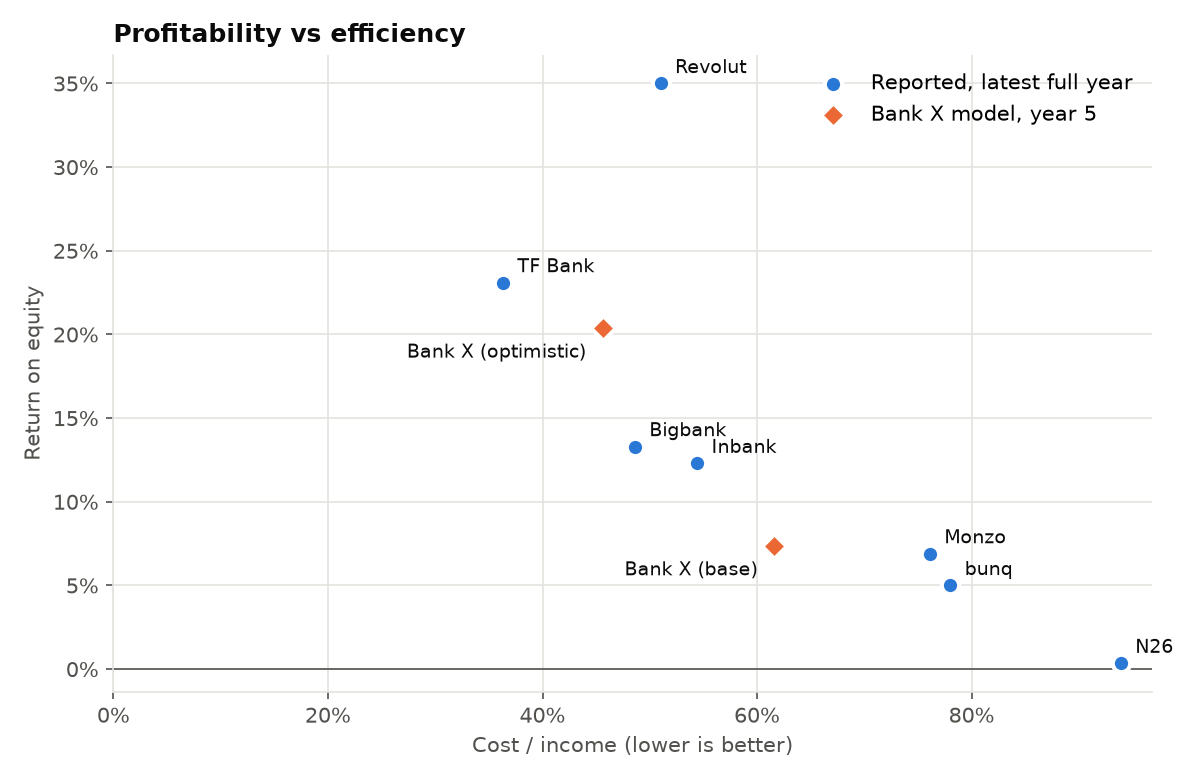 Profitability vs efficiency
Revolut
Reported, latest full year
Bank X model, year 5
35%
30%
25%
20%
15%
10%
5%
0%
Return on equity
TF Bank
Bank X (optimistic)
Bigbank
Inbank
Bank X (base)
Monzo
bunq
N26
0%
20%
40%
60%
80%
Cost / income (lower is better)